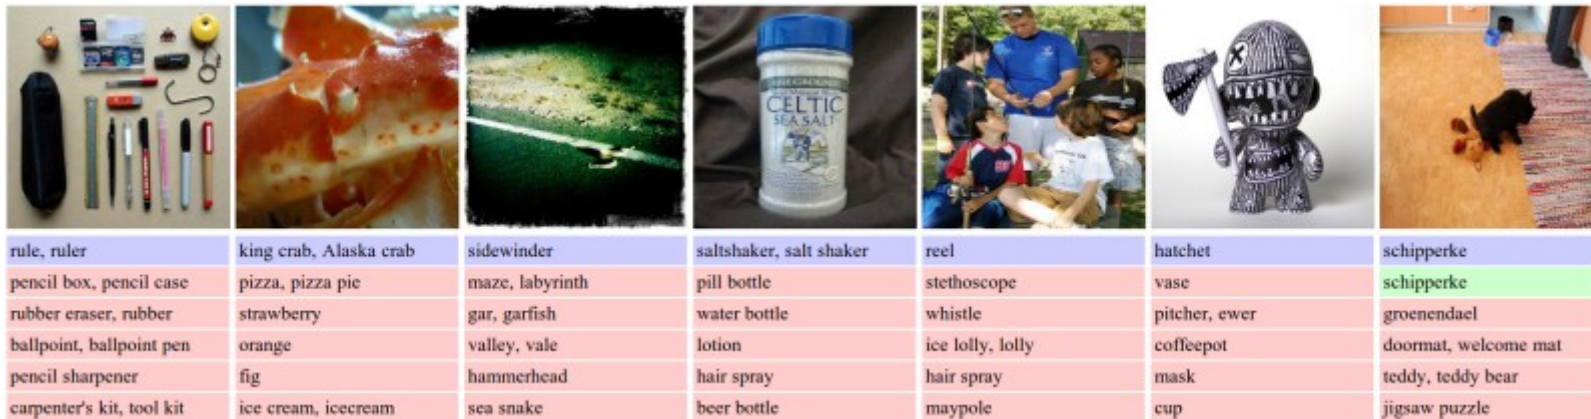 CELTIC
SEA SALT
rule, ruler
king crab, Alaska crab
sidewinder
saltshaker, salt shaker
reel
hatchet
schipperke
pencil box, pencil case
pizza, pizza pie
maze, labyrinth
pill bottle
stethoscope
vase
schipperke
rubber eraser, rubber
strawberry
gar, garfish
water bottle
whistle
pitcher, ewer
groenendael
ballpoint, ballpoint pen
orange
valley, vale
lotion
ice lolly, lolly
coffeepot
doormat, welcome mat
pencil sharpener
fig
hammerhead
hair spray
hair spray
mask
teddy, teddy bear
carpenter's kit, tool kit
ice cream, icecream
sea snake
beer bottle
maypole
cup
jigsaw puzzle